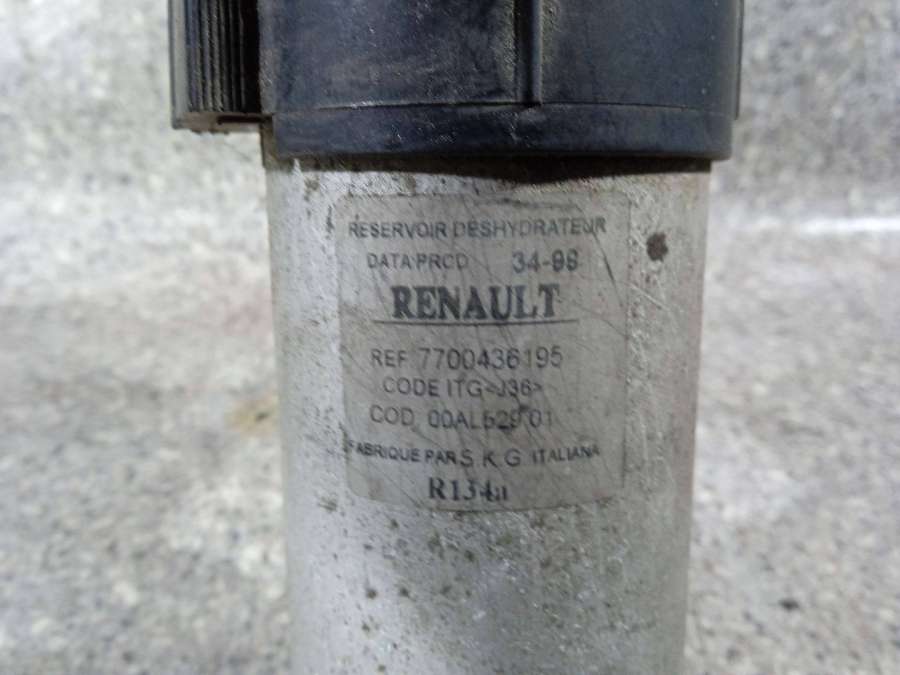 RESERVOIR DESHYDRATEUR
DATA PROD 34-98
RENAULT
REF 7700436195
CODE ITG<J36>
COD 00AL529 01
FABRIQUE PAR S.K.G ITALIANA
R134a